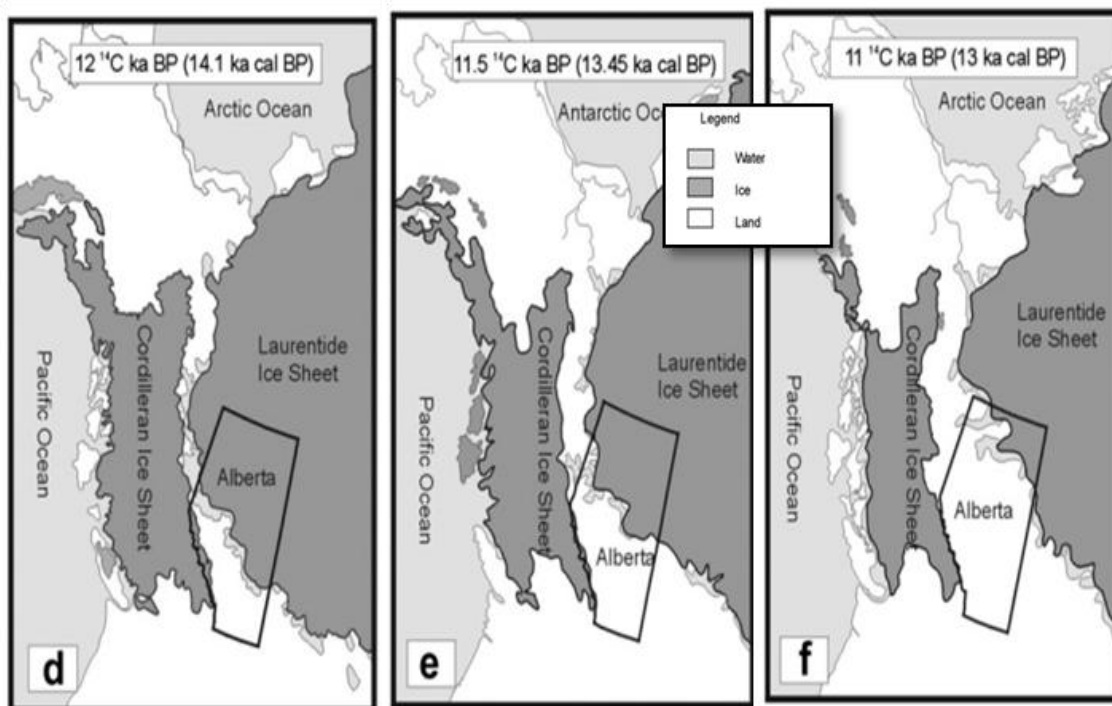 12 ¹⁴C ka BP (14.1 ka cal BP)
Arctic Ocean
Laurentide
Ice Sheet
Cordilleran Ice Sheet
Pacific Ocean
Alberta
d
11.5 ¹⁴C ka BP (13.45 ka cal BP)
Antarctic Oc
Laurentide
Ice Sheet
Cordilleran Ice Sheet
Pacific Ocean
Alberta
e
Legend
Water
Ice
Land
11 ¹⁴C ka BP (13 ka cal BP)
Arctic Ocean
Laurentide
Ice Sheet
Cordilleran Ice Sheet
Pacific Ocean
Alberta
f